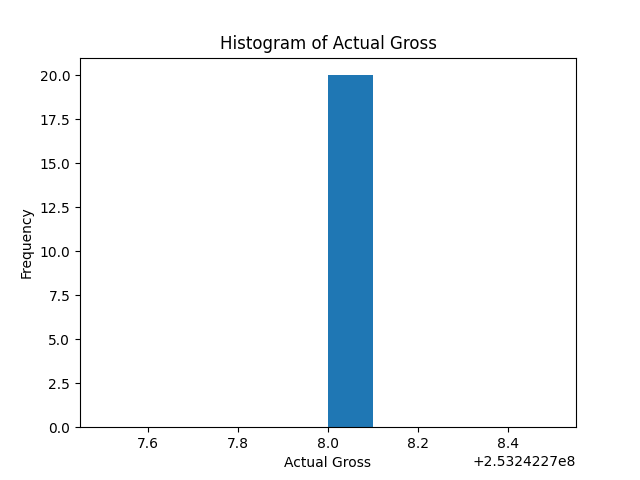 Histogram of Actual Gross
20.0
17.5
15.0
12.5
10.0
7.5
5.0
2.5
0.0
Frequency
7.6 7.8 8.0 8.2 8.4
Actual Gross
+2.5324227e8